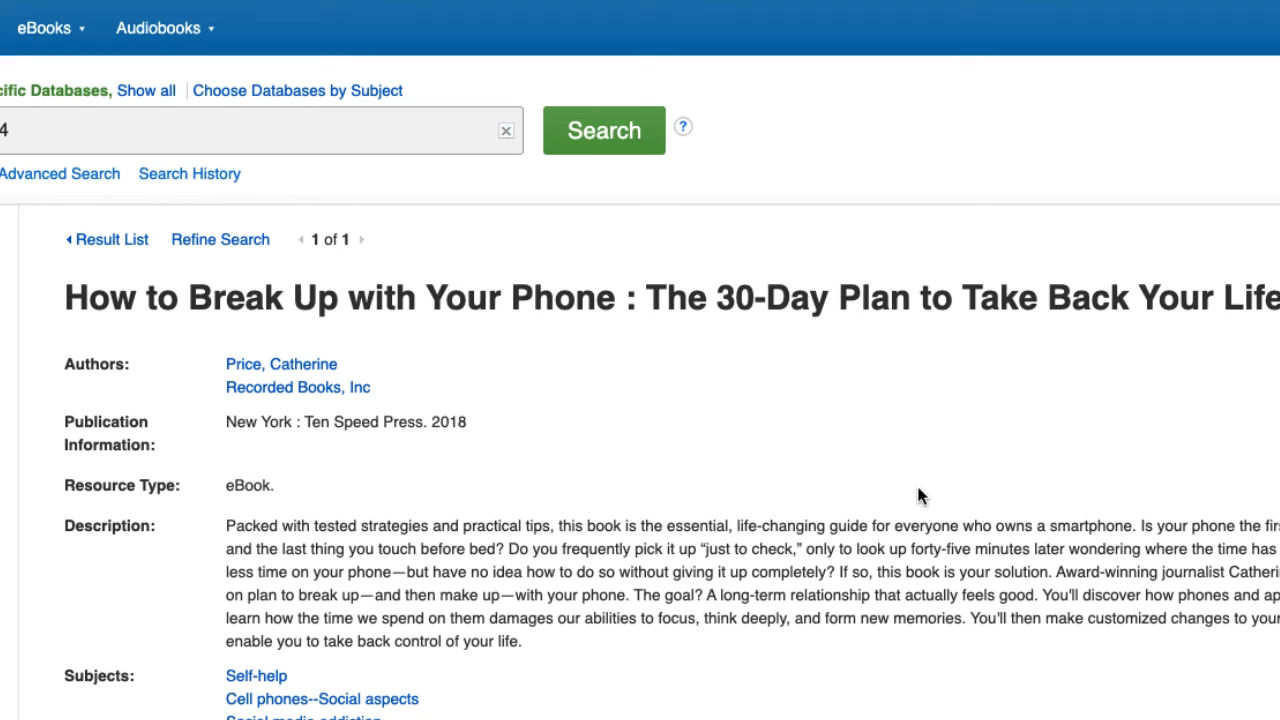 eBooks Audiobooks
cific Databases, Show all Choose Databases by Subject
4 Search ?
Advanced Search Search History
Result List Refine Search 1 of 1
How to Break Up with Your Phone : The 30-Day Plan to Take Back Your Life
Authors: Price, Catherine
Recorded Books, Inc
Publication Information: New York : Ten Speed Press. 2018
Resource Type: eBook.
Description: Packed with tested strategies and practical tips, this book is the essential, life-changing guide for everyone who owns a smartphone. Is your phone the firs
and the last thing you touch before bed? Do you frequently pick it up “just to check,” only to look up forty-five minutes later wondering where the time has
less time on your phone—but have no idea how to do so without giving it up completely? If so, this book is your solution. Award-winning journalist Catheri
on plan to break up—and then make up—with your phone. The goal? A long-term relationship that actually feels good. You'll discover how phones and ap
learn how the time we spend on them damages our abilities to focus, think deeply, and form new memories. You'll then make customized changes to your
enable you to take back control of your life.
Subjects: Self-help
Cell phones--Social aspects
Social media addiction